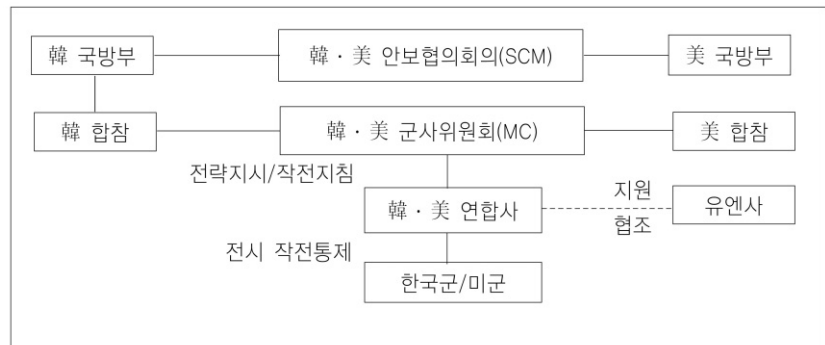 韓 국방부
韓 · 美 안보협의회의(SCM)
美 국방부
韓 합참
韓 · 美 군사위원회(MC)
美 합참
전략지시/작전지침
韓 · 美 연합사
지원
협조
유엔사
전시 작전통제
한국군/미군